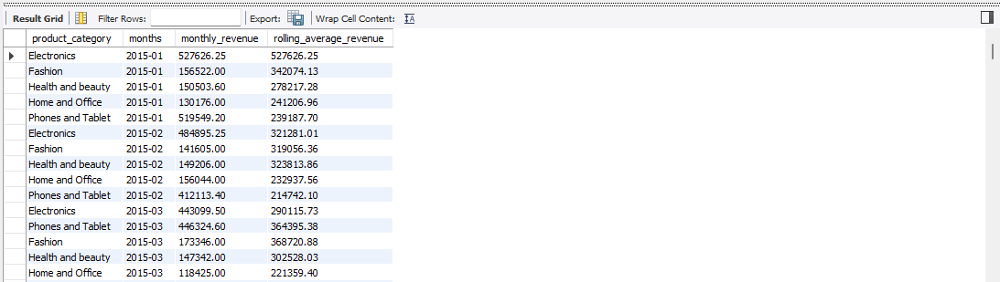 Result Grid Filter Rows: Export: Wrap Cell Content:
product_category months monthly_revenue rolling_average_revenue
Electronics 2015-01 527626.25 527626.25
Fashion 2015-01 156522.00 342074.13
Health and beauty 2015-01 150503.60 278217.28
Home and Office 2015-01 130176.00 241206.96
Phones and Tablet 2015-01 519549.20 239187.70
Electronics 2015-02 484895.25 321281.01
Fashion 2015-02 141605.00 319056.36
Health and beauty 2015-02 149206.00 323813.86
Home and Office 2015-02 156044.00 232937.56
Phones and Tablet 2015-02 412113.40 214742.10
Electronics 2015-03 443099.50 290115.73
Phones and Tablet 2015-03 446324.60 364395.38
Fashion 2015-03 173346.00 368720.88
Health and beauty 2015-03 147342.00 302528.03
Home and Office 2015-03 118425.00 221359.40